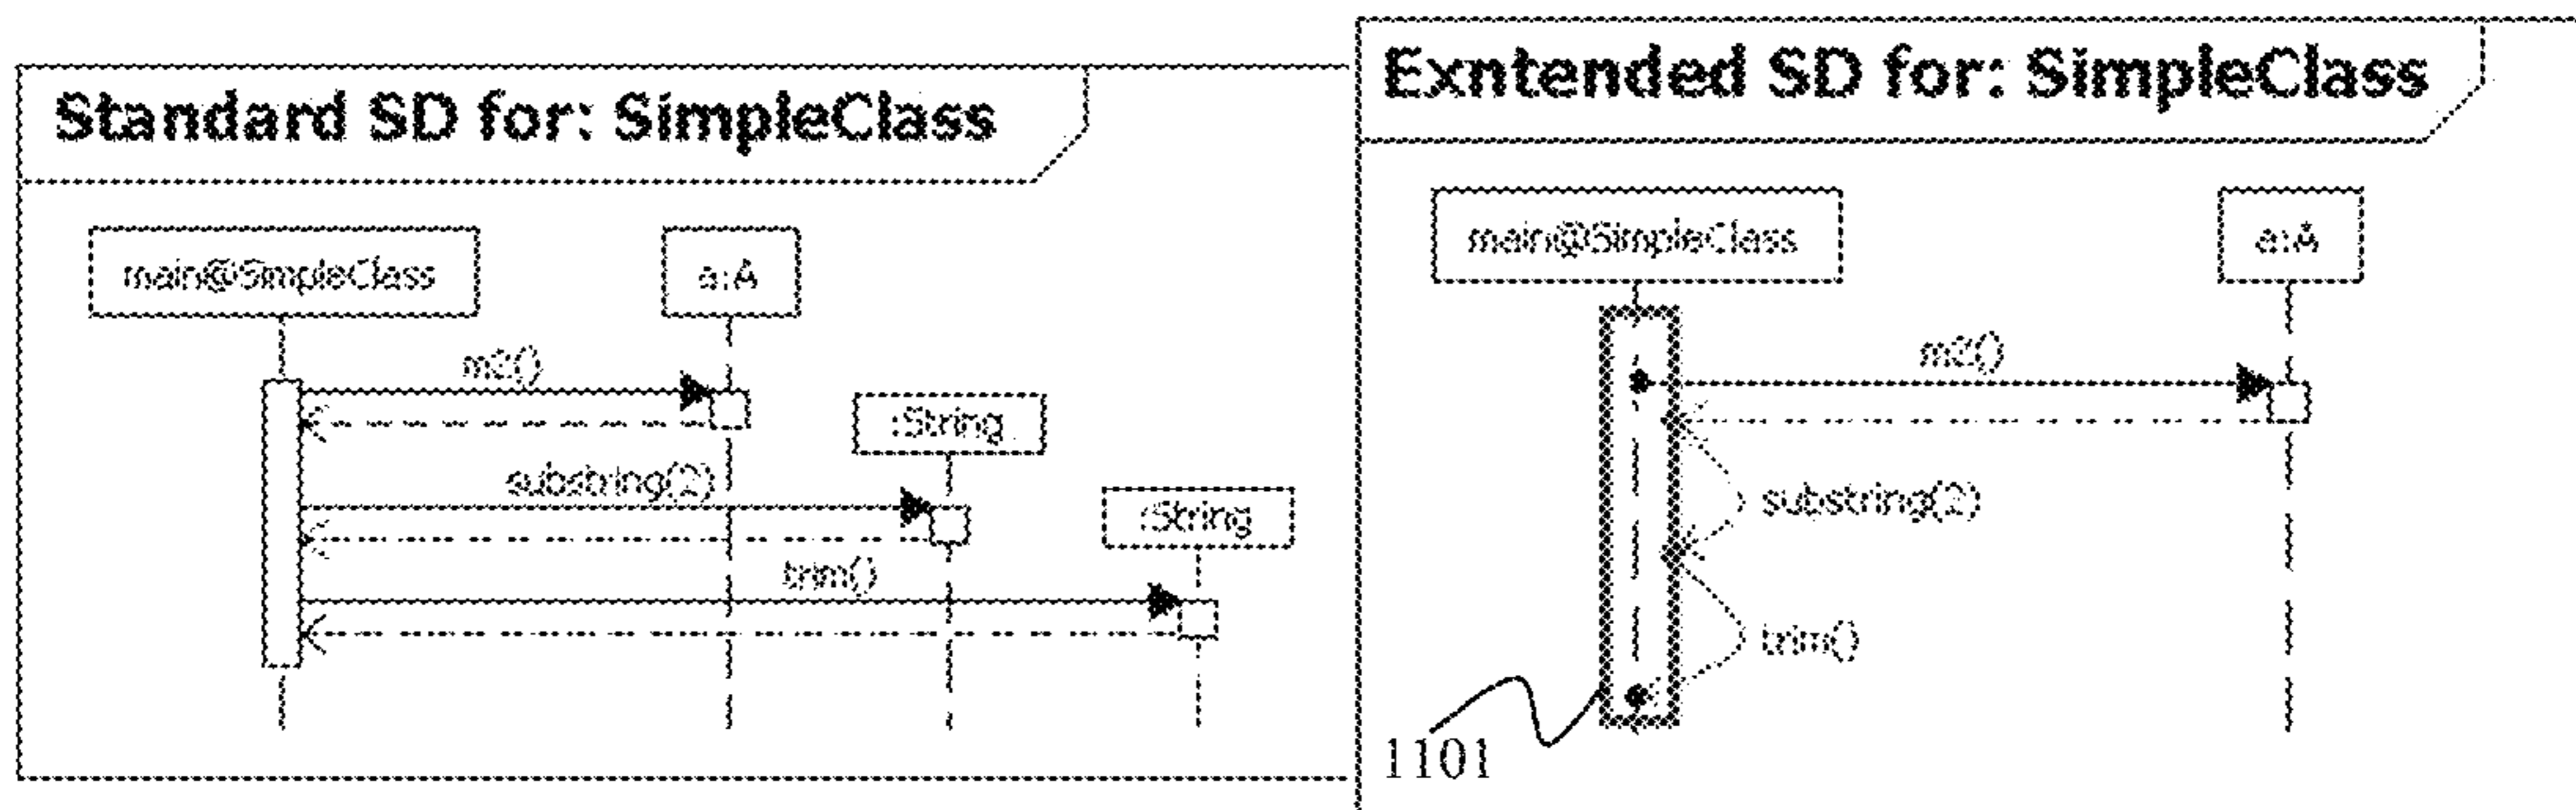 Standard SD for: SimpleClass
main@SimpleClass
a:A
m2()
:String
substring(2)
:String
trim()
Exntended SD for: SimpleClass
main@SimpleClass
a:A
m2()
substring(2)
trim()
1101